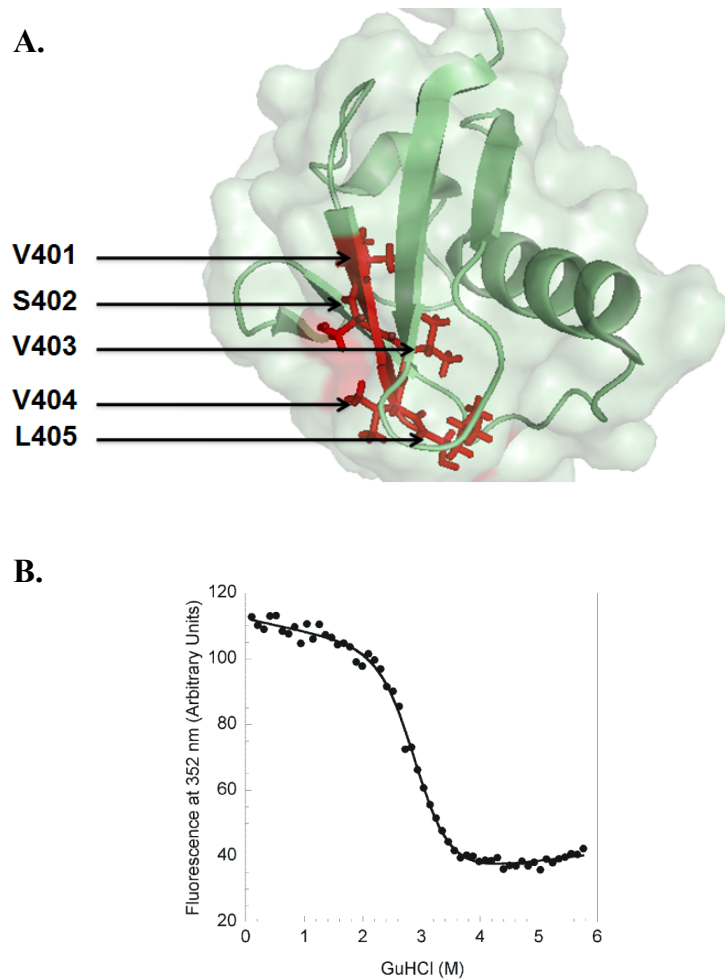 A.
V401
S402
V403
V404
L405
B.
Fluorescence at 352 nm (Arbitrary Units)
120
100
80
60
40
20
0 1 2 3 4 5 6
GuHCl (M)